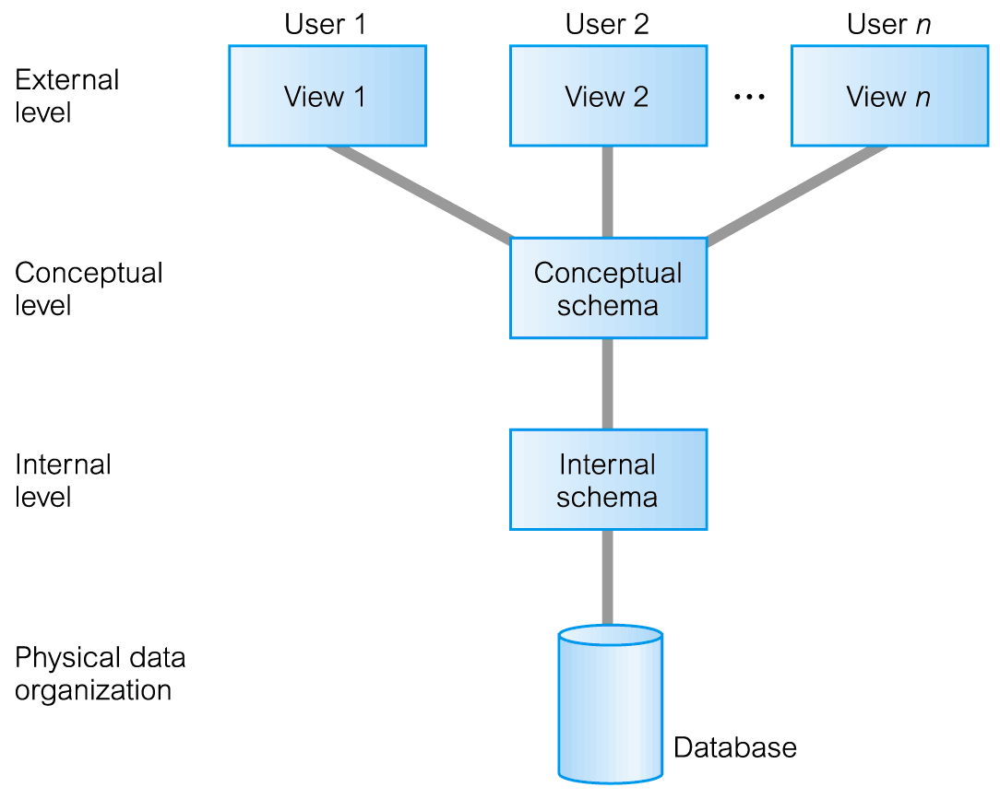 User 1
User 2
User n
External
level
View 1
View 2
...
View n
Conceptual
level
Conceptual
schema
Internal
level
Internal
schema
Physical data
organization
Database